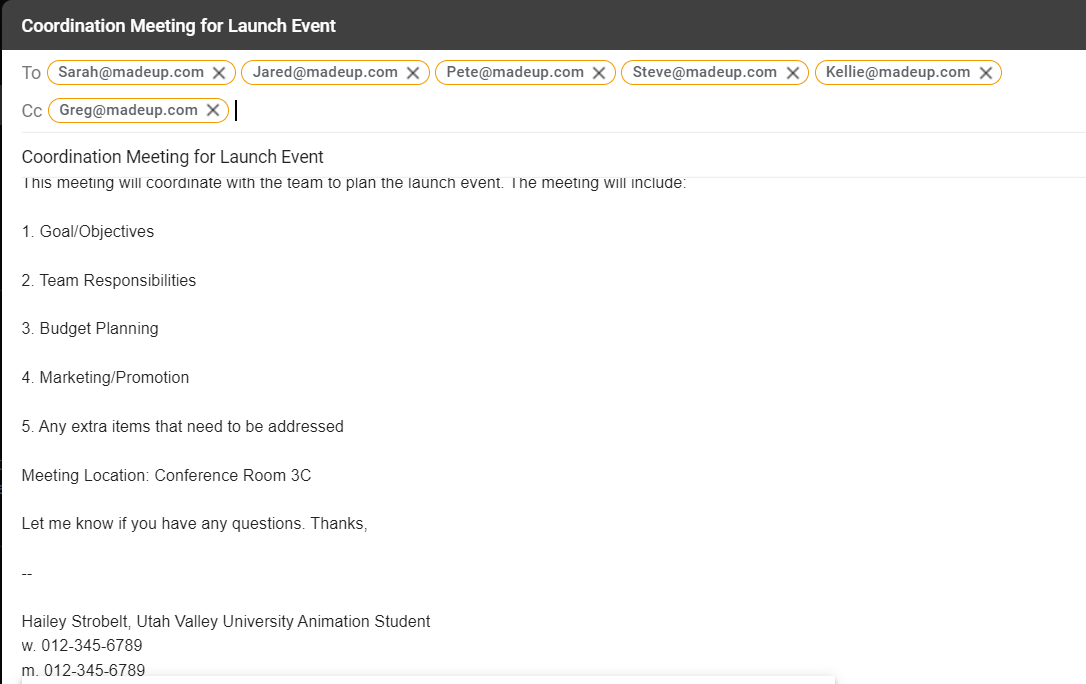 Coordination Meeting for Launch Event
To Sarah@madeup.com Jared@madeup.com Pete@madeup.com Steve@madeup.com Kellie@madeup.com
Cc Greg@madeup.com
Coordination Meeting for Launch Event
This meeting will coordinate with the team to plan the launch event. The meeting will include:
1. Goal/Objectives
2. Team Responsibilities
3. Budget Planning
4. Marketing/Promotion
5. Any extra items that need to be addressed
Meeting Location: Conference Room 3C
Let me know if you have any questions. Thanks,
--
Hailey Strobelt, Utah Valley University Animation Student
w. 012-345-6789
m. 012-345-6789